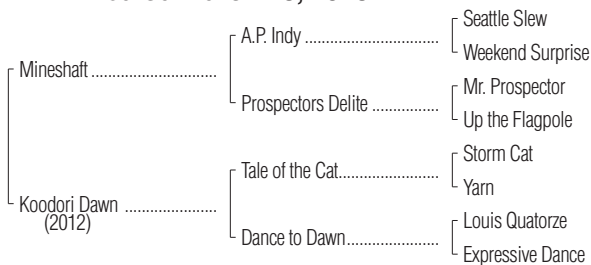 Seattle Slew
A.P. Indy
Weekend Surprise
Mineshaft
Mr. Prospector
Prospectors Delite
Up the Flagpole
Storm Cat
Tale of the Cat
Yarn
Koodori Dawn
(2012)
Louis Quatorze
Dance to Dawn
Expressive Dance